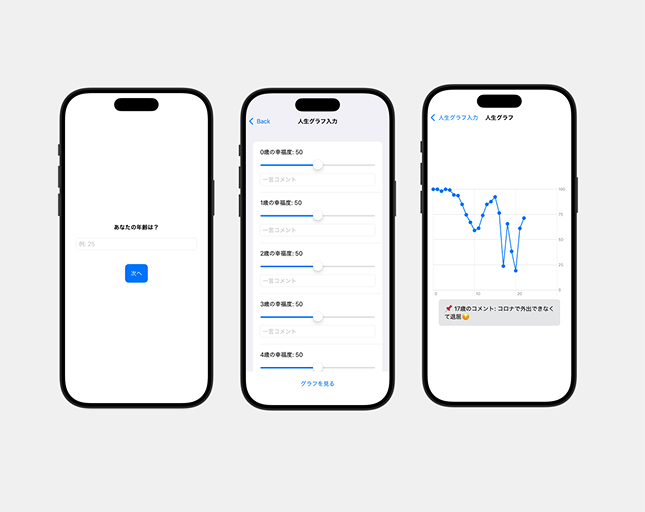 あなたの年齢は？
例: 25
次へ
Back
人生グラフ入力
0歳の幸福度: 50
一言コメント
1歳の幸福度: 50
一言コメント
2歳の幸福度: 50
一言コメント
3歳の幸福度: 50
一言コメント
4歳の幸福度: 50
グラフを見る
人生グラフ入力 人生グラフ
100
75
50
25
0
0 10 20
📌 17歳のコメント: コロナで外出できなく
て退屈🥱